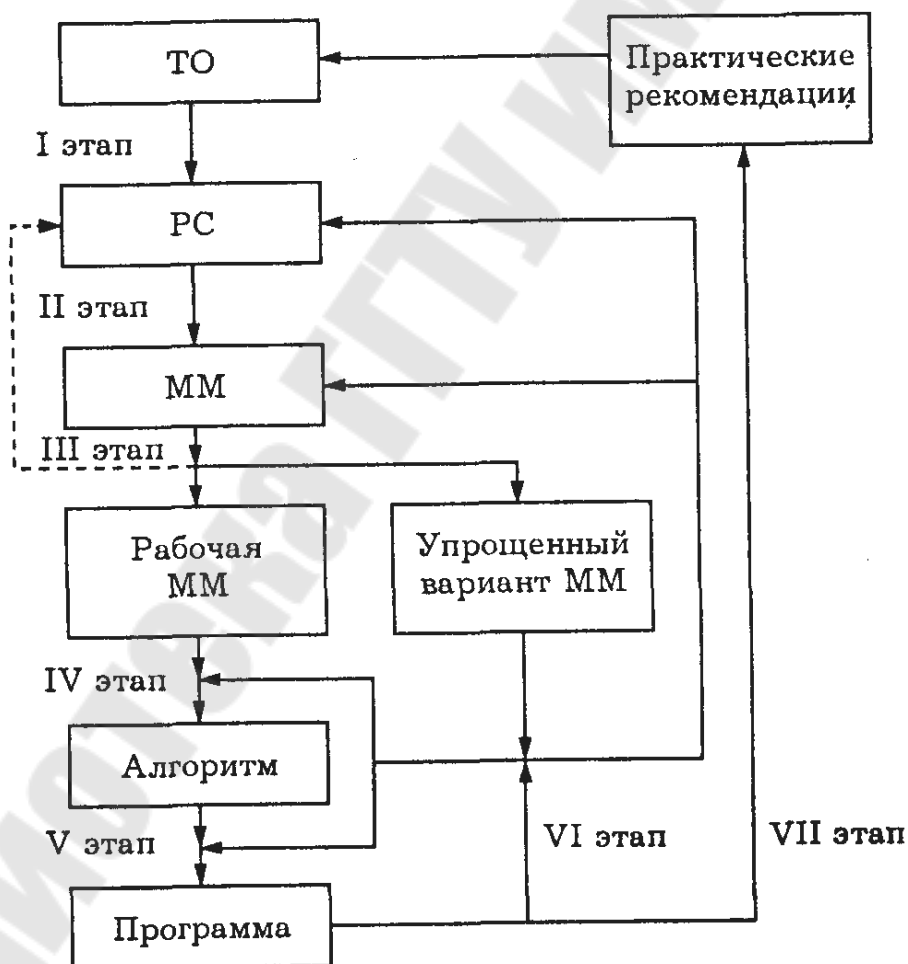 ТО
Практические
рекомендации
I этап
РС
II этап
ММ
III этап
Рабочая
ММ
Упрощенный
вариант ММ
IV этап
Алгоритм
V этап
VI этап
VII этап
Программа